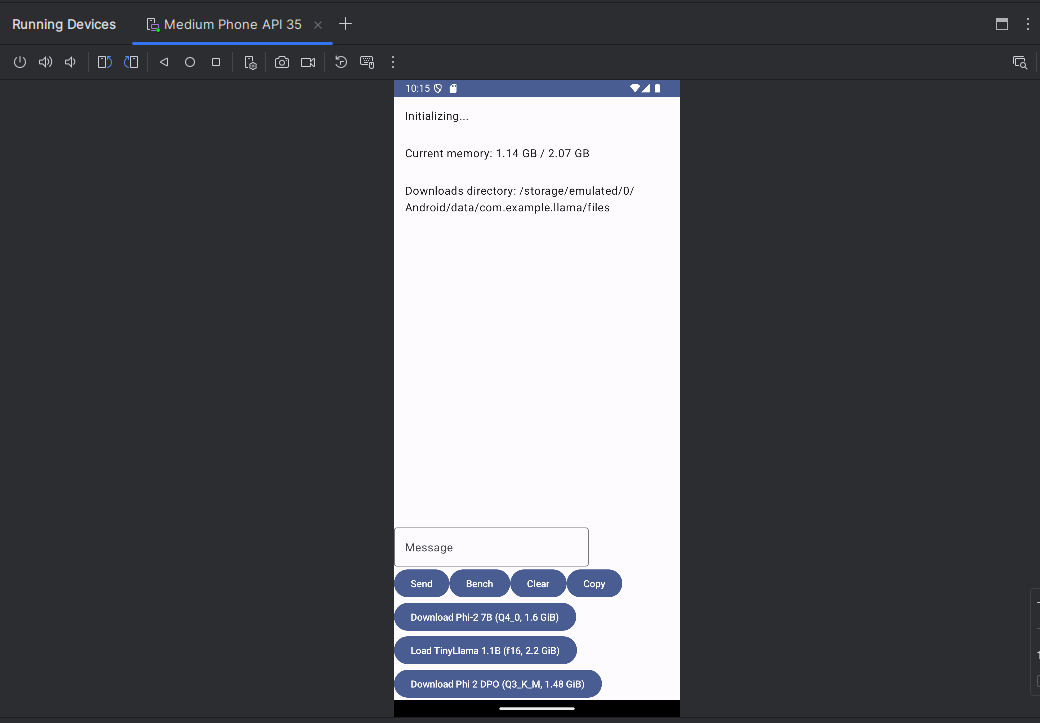 Running Devices
Medium Phone API 35
10:15
Initializing...
Current memory: 1.14 GB / 2.07 GB
Downloads directory: /storage/emulated/0/
Android/data/com.example.llama/files
Message
Send Bench Clear Copy
Download Phi-2 7B (Q4_0, 1.6 GiB)
Load TinyLlama 1.1B (f16, 2.2 GiB)
Download Phi 2 DPO (Q3_K_M, 1.48 GiB)